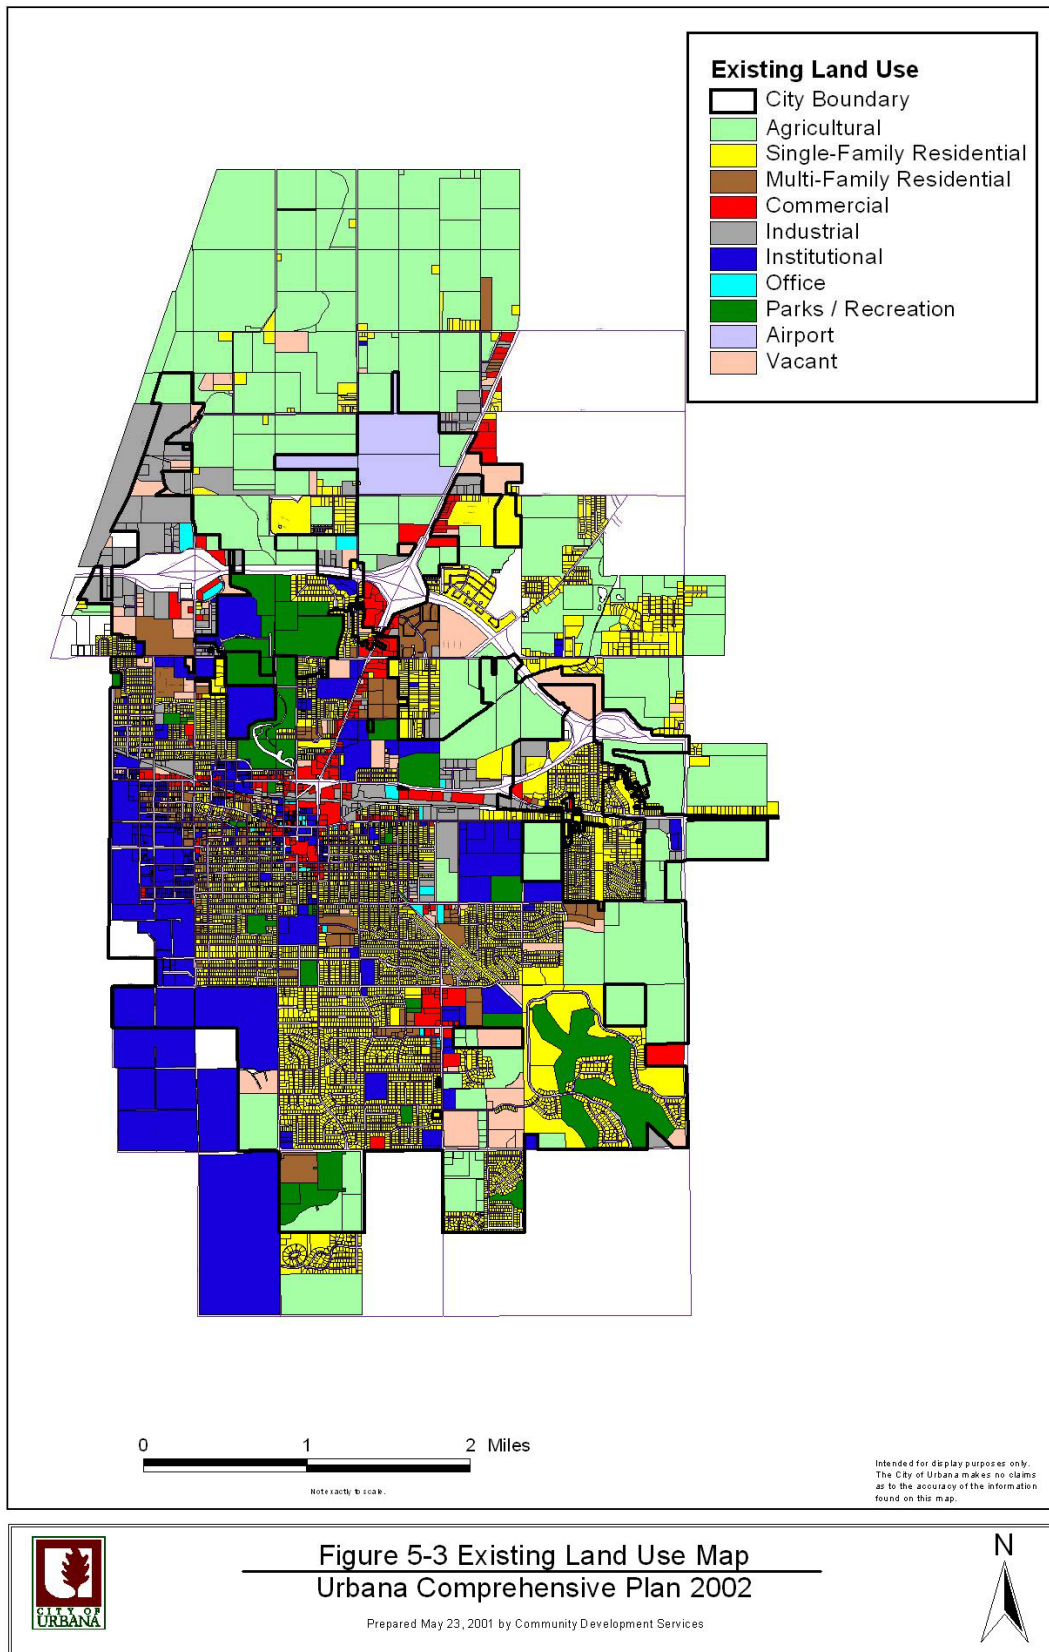 Existing Land Use
City Boundary
Agricultural
Single-Family Residential
Multi-Family Residential
Commercial
Industrial
Institutional
Office
Parks / Recreation
Airport
Vacant
0 1 2 Miles
Not exactly to scale.
Intended for display purposes only.
The City of Urbana makes no claims
as to the accuracy of the information
found on this map.
CITY OF
URBANA
Figure 5-3 Existing Land Use Map
Urbana Comprehensive Plan 2002
Prepared May 23, 2001 by Community Development Services
N